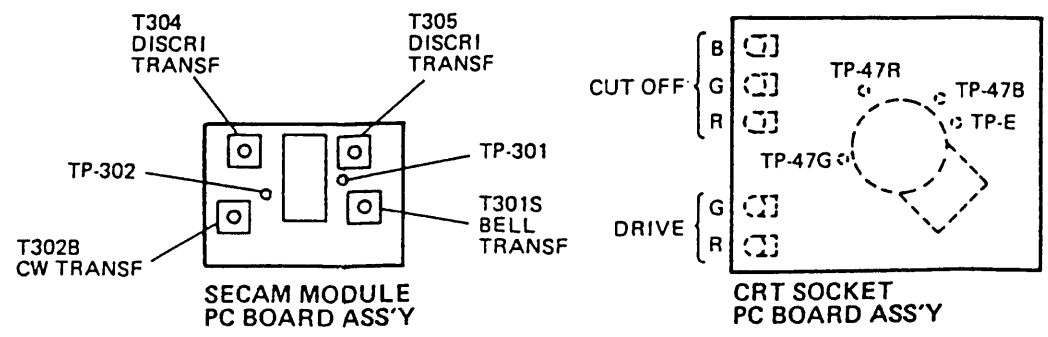 T304
DISCRI
TRANSF
T305
DISCRI
TRANSF
TP-302
TP-301
T302B
CW TRANSF
T301S
BELL
TRANSF
SECAM MODULE
PC BOARD ASS'Y
CUT OFF
B
G
R
DRIVE
G
R
TP-47R
TP-47B
TP-E
TP-47G
CRT SOCKET
PC BOARD ASS'Y